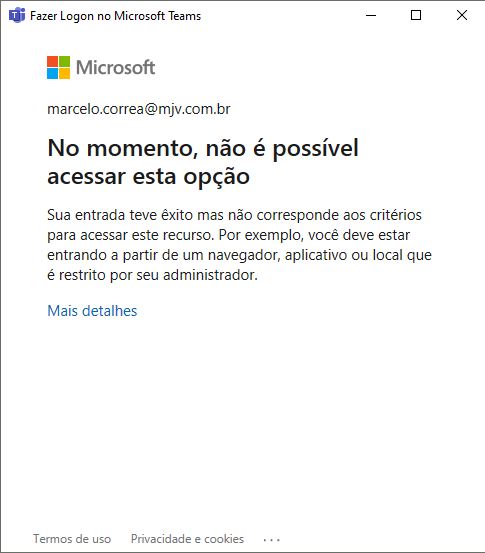 Fazer Logon no Microsoft Teams
Microsoft
marcelo.correa@mjv.com.br
No momento, não é possível
acessar esta opção
Sua entrada teve êxito mas não corresponde aos critérios
para acessar este recurso. Por exemplo, você deve estar
entrando a partir de um navegador, aplicativo ou local que
é restrito por seu administrador.
Mais detalhes
Termos de uso Privacidade e cookies ...